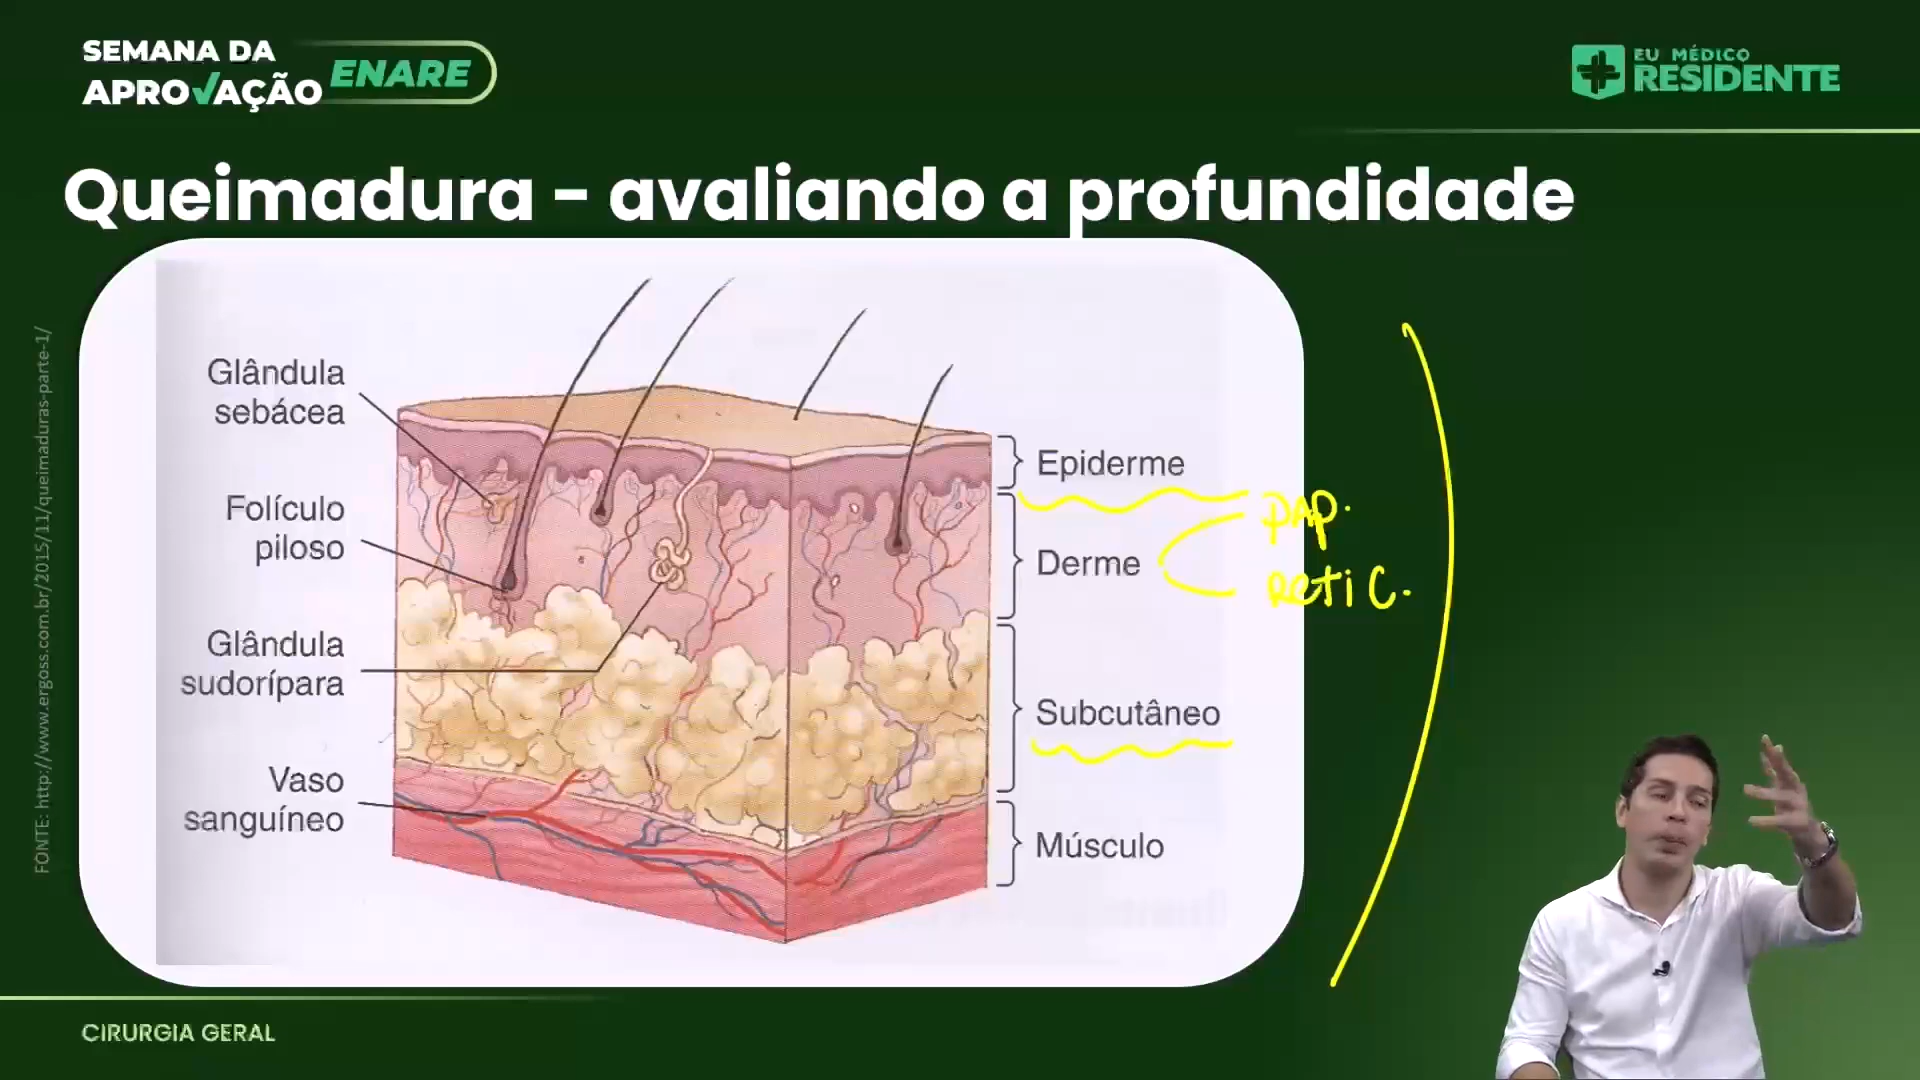 SEMANA DA
APROVAÇÃO ENARE
EU MÉDICO
RESIDENTE
Queimadura - avaliando a profundidade
FONTE: http://www.ergoss.com.br/2015/11/queimaduras-parte-1/
Glândula
sebácea
Folículo
piloso
Glândula
sudorípara
Vaso
sanguíneo
Epiderme
PAP.
Derme
Retic.
Subcutâneo
Músculo
CIRURGIA GERAL